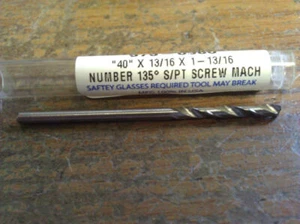 "40" X 13/16 X 1-13/16
NUMBER 135° S/PT SCREW MACH
SAFTEY GLASSES REQUIRED TOOL MAY BREAK